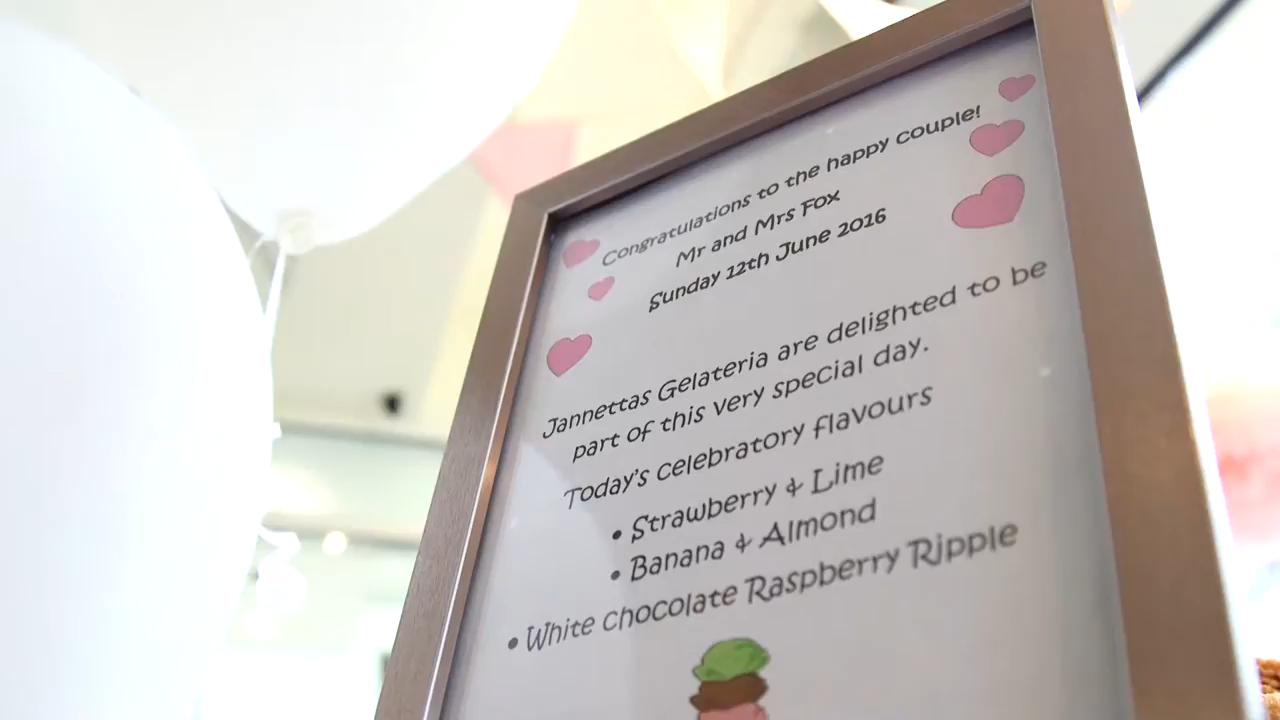 Congratulations to the happy couple!
Mr and Mrs Fox
Sunday 12th June 2016
Jannettas Gelateria are delighted to be
part of this very special day.
Today's celebratory flavours
• Strawberry & Lime
• Banana & Almond
• White chocolate Raspberry Ripple